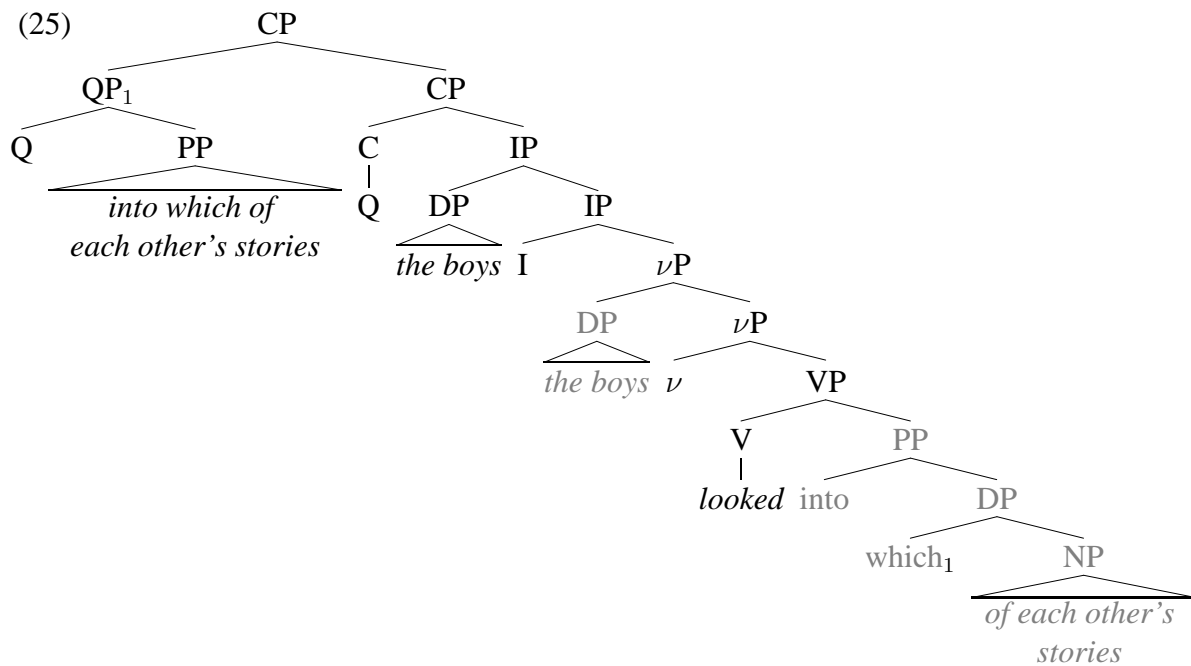 (25) CP
QP₁ CP
Q PP C IP
into which of Q DP IP
each other's stories
the boys I νP
DP νP
the boys ν VP
V PP
looked into DP
which₁ NP
of each other's
stories